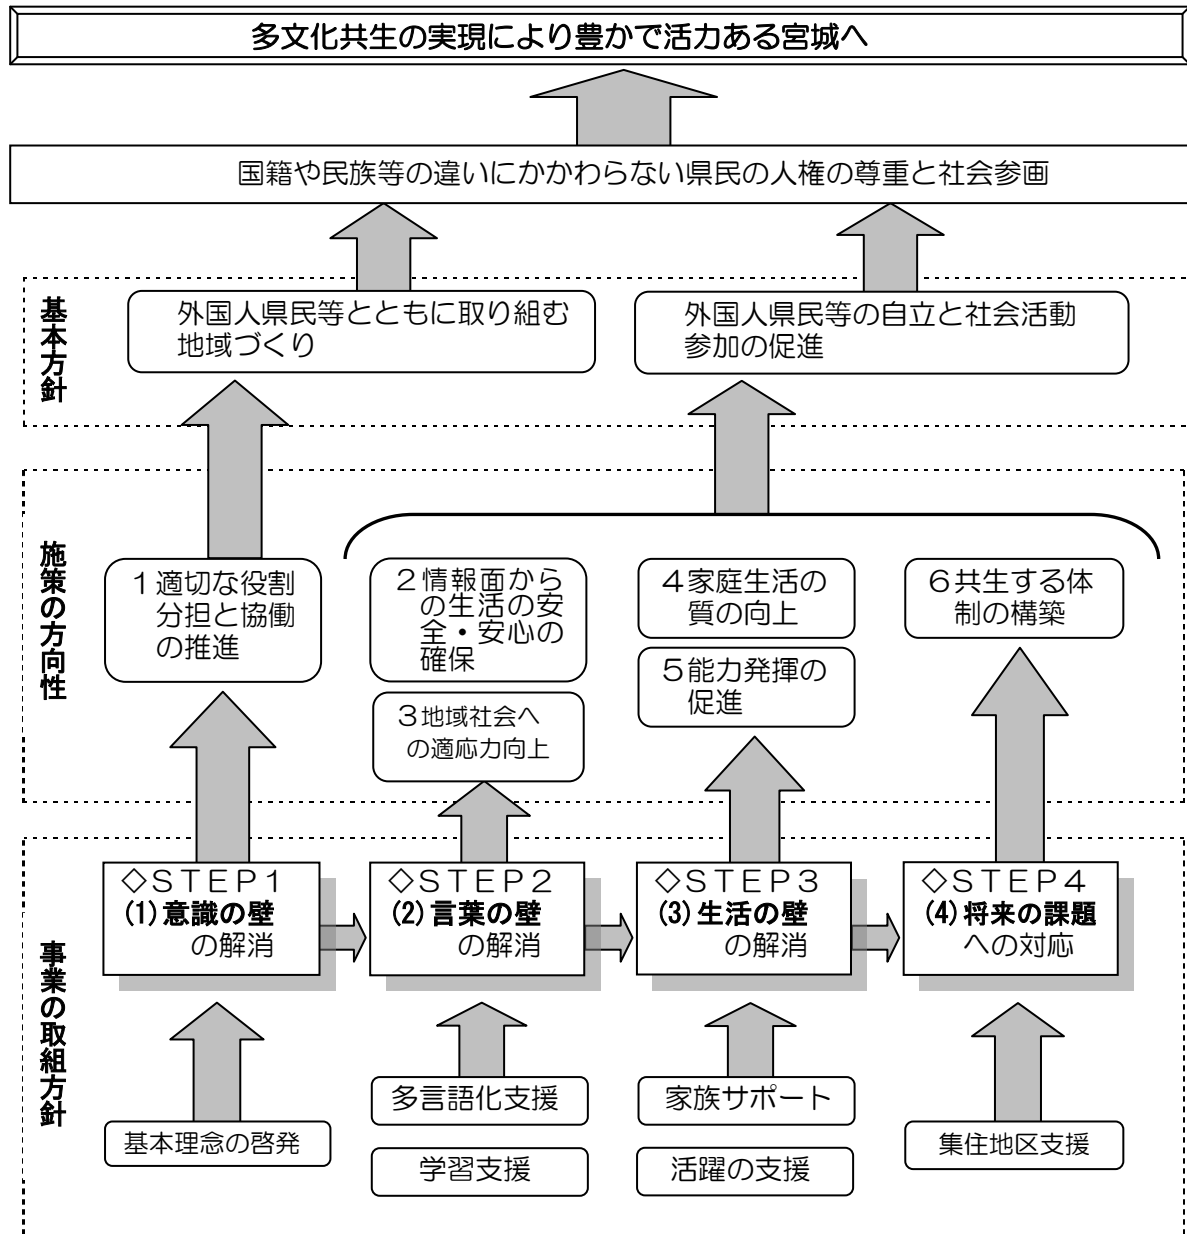 多文化共生の実現により豊かで活力ある宮城へ
国籍や民族等の違いにかかわらない県民の人権の尊重と社会参画
基本方針
外国人県民等とともに取り組む
地域づくり
外国人県民等の自立と社会活動
参加の促進
施策の方向性
１適切な役割
分担と協働
の推進
２情報面から
の生活の安
全・安心の
確保
３地域社会へ
の適応力向上
４家庭生活の
質の向上
５能力発揮の
促進
６共生する体
制の構築
事業の取組方針
◇ＳＴＥＰ１
(1)意識の壁
の解消
◇ＳＴＥＰ２
(2)言葉の壁
の解消
◇ＳＴＥＰ３
(3)生活の壁
の解消
◇ＳＴＥＰ４
(4)将来の課題
への対応
基本理念の啓発
多言語化支援
学習支援
家族サポート
活躍の支援
集住地区支援